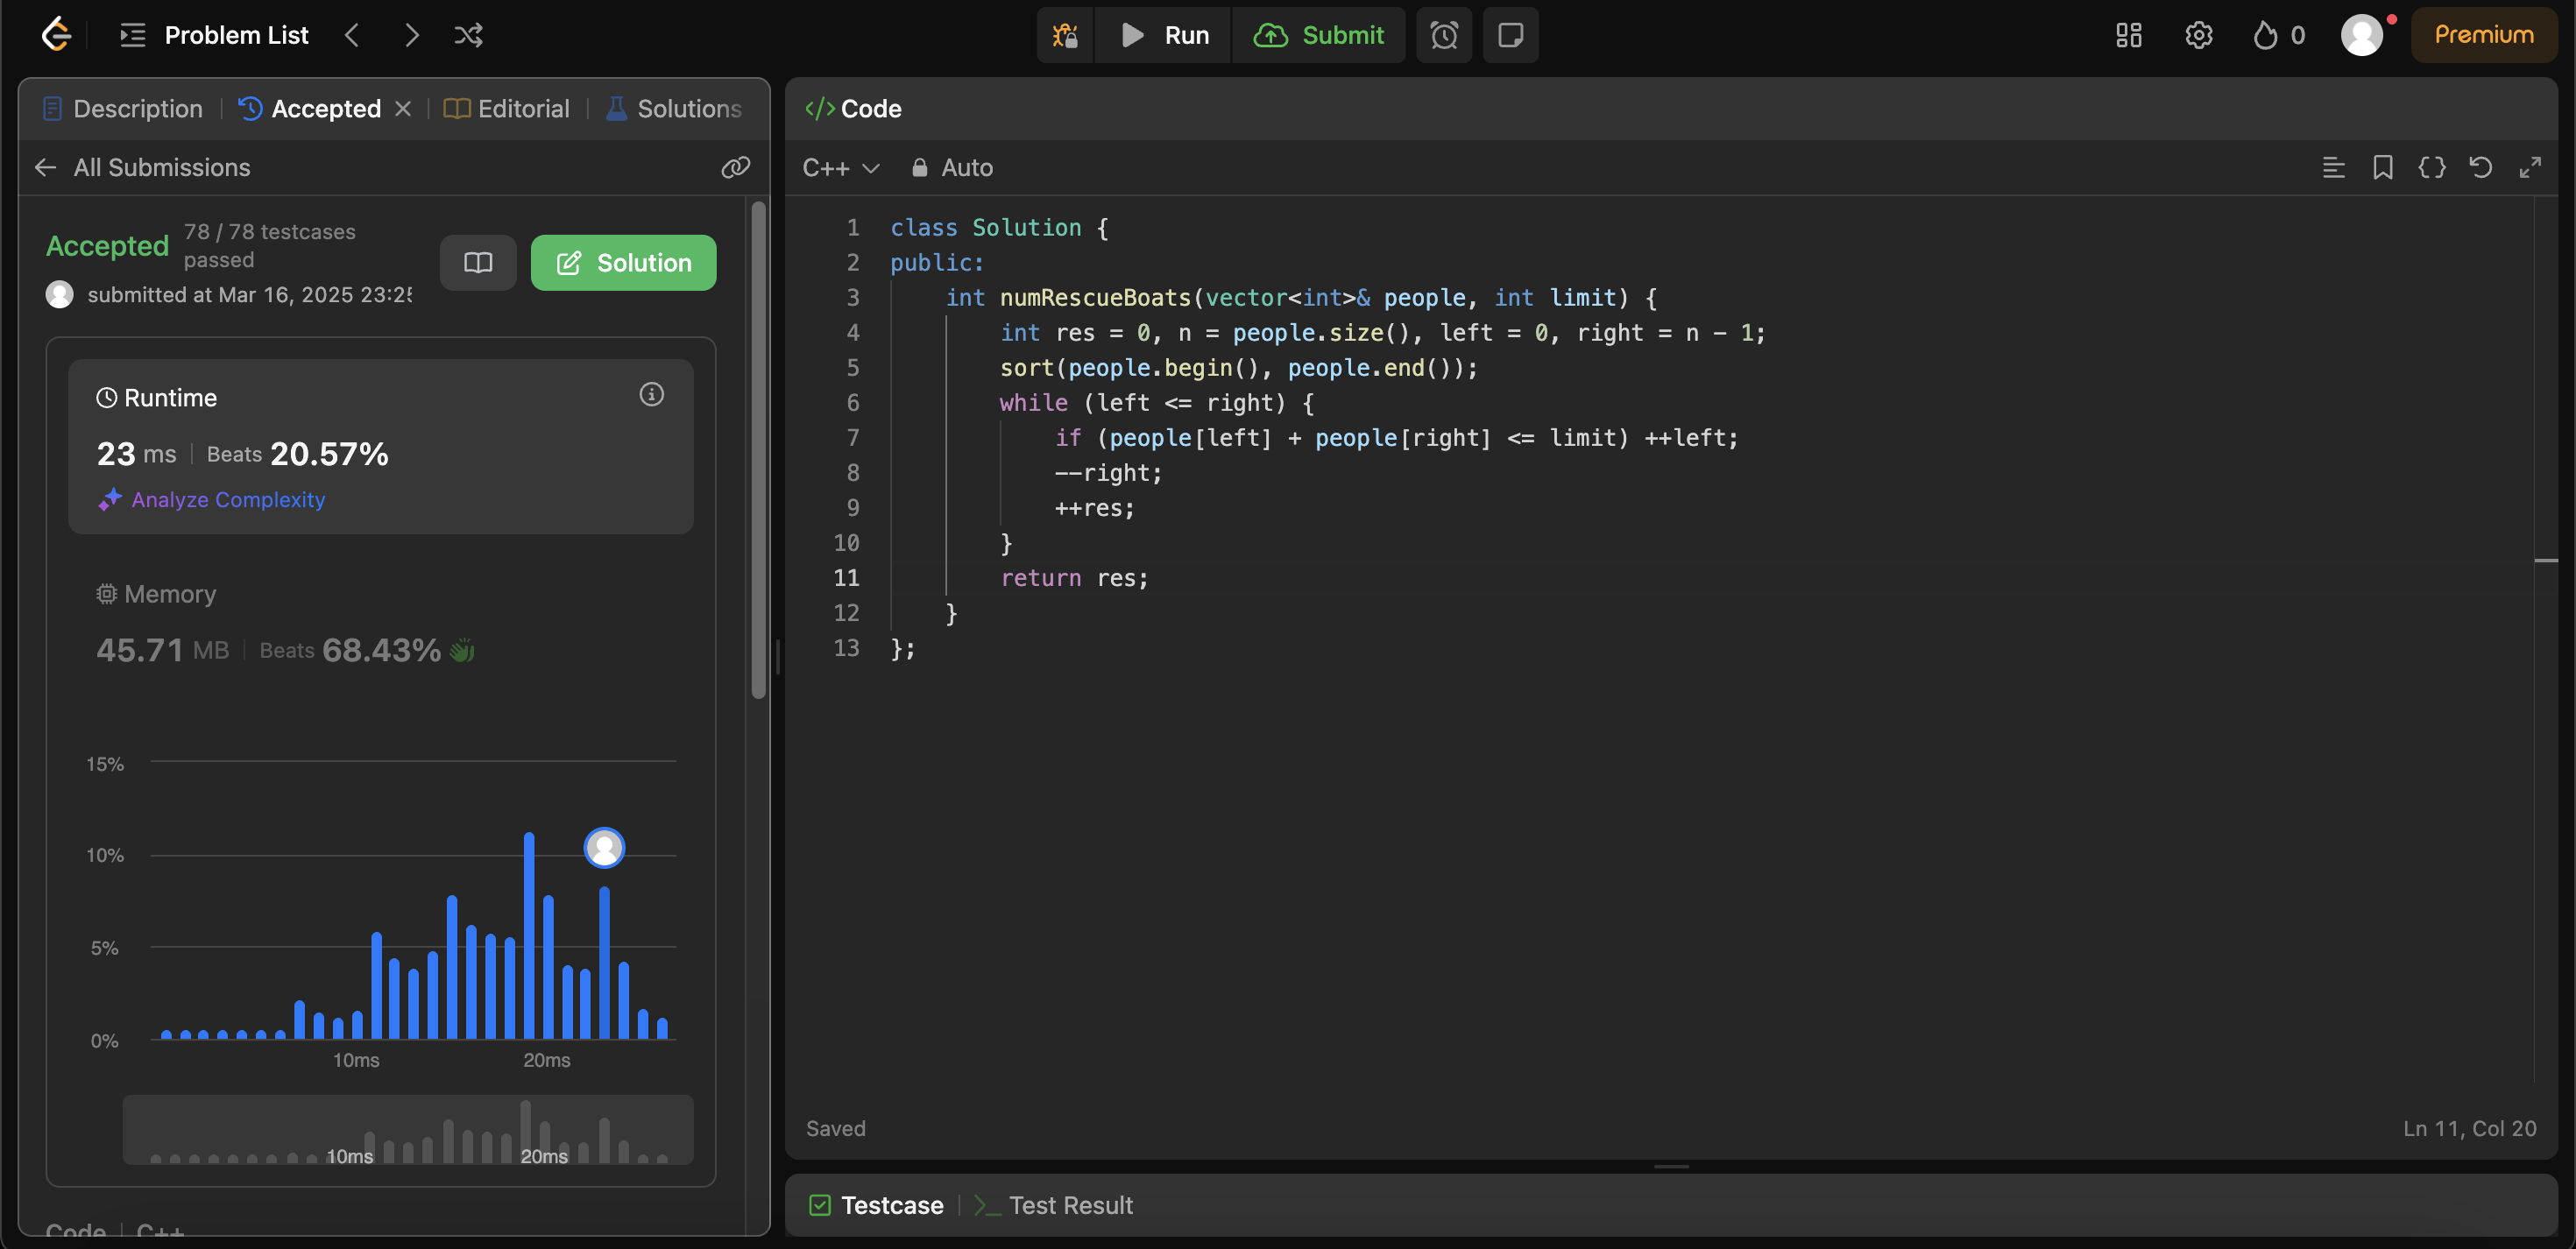 Problem List
Run
Submit
0
Premium
Description
Accepted
Editorial
Solutions
All Submissions
Accepted
78 / 78 testcases
passed
submitted at Mar 16, 2025 23:25
Solution
Runtime
23 ms | Beats 20.57%
Analyze Complexity
Memory
45.71 MB | Beats 68.43%
15%
10%
5%
0%
10ms
20ms
10ms
20ms
Code | C++
</> Code
C++
Auto
1 class Solution {
2 public:
3     int numRescueBoats(vector<int>& people, int limit) {
4         int res = 0, n = people.size(), left = 0, right = n - 1;
5         sort(people.begin(), people.end());
6         while (left <= right) {
7             if (people[left] + people[right] <= limit) ++left;
8             --right;
9             ++res;
10         }
11         return res;
12     }
13 };
Saved
Ln 11, Col 20
Testcase
Test Result